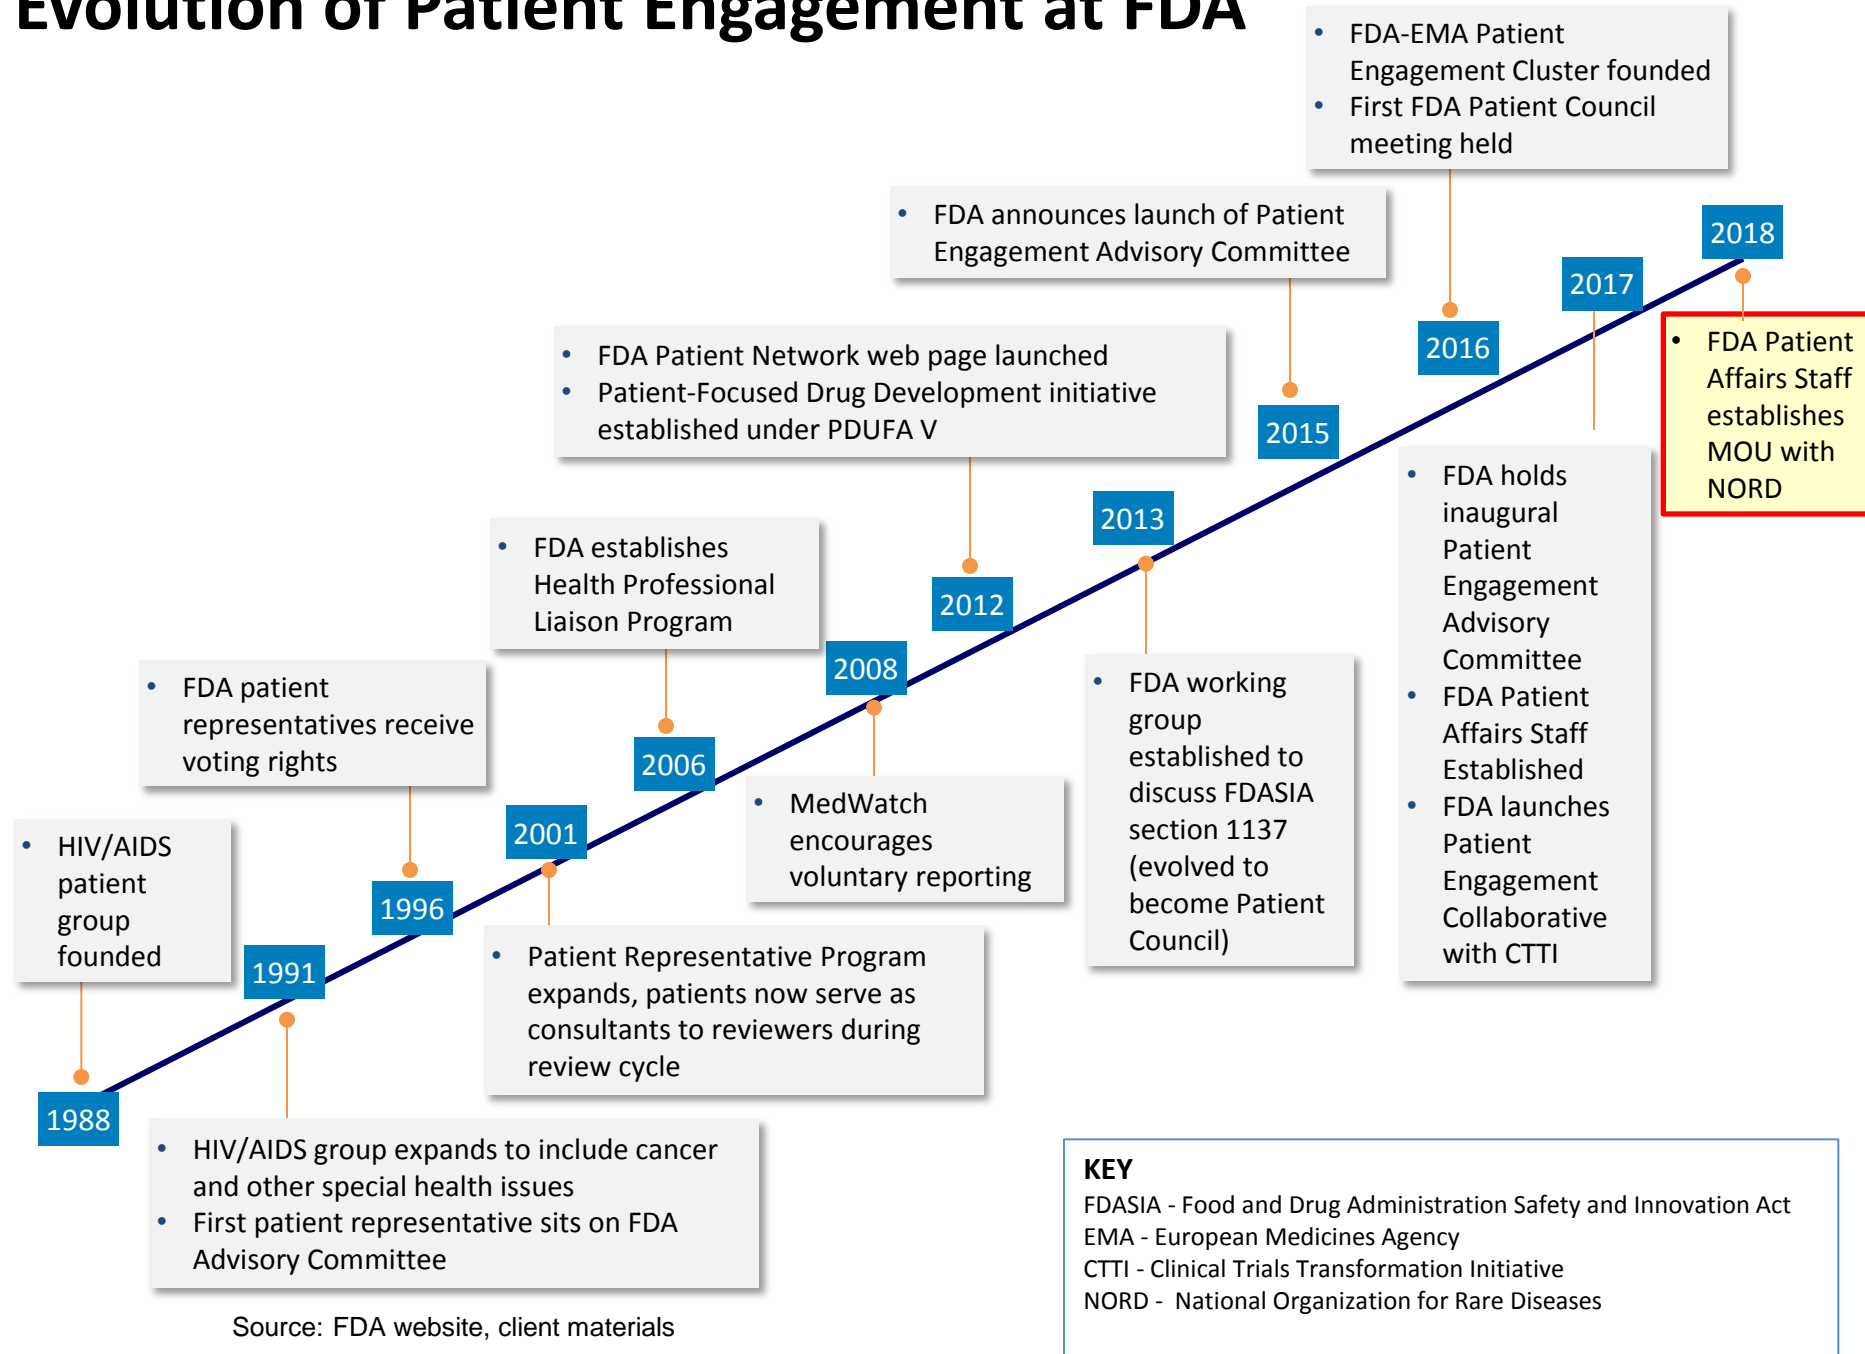 Evolution of Patient Engagement at FDA
• FDA-EMA Patient
Engagement Cluster founded
• First FDA Patient Council
meeting held
• FDA announces launch of Patient
Engagement Advisory Committee
2018
2017
• FDA Patient Network web page launched
• Patient-Focused Drug Development initiative
established under PDUFA V
2016
• FDA Patient
Affairs Staff
establishes
MOU with
NORD
2015
• FDA holds
inaugural
Patient
Engagement
Advisory
Committee
• FDA Patient
Affairs Staff
Established
• FDA launches
Patient
Engagement
Collaborative
with CTTI
2013
• FDA establishes
Health Professional
Liaison Program
2012
2008
• FDA working
group
established to
discuss FDASIA
section 1137
(evolved to
become Patient
Council)
• FDA patient
representatives receive
voting rights
2006
• MedWatch
encourages
voluntary reporting
2001
• HIV/AIDS
patient
group
founded
1996
1991
• Patient Representative Program
expands, patients now serve as
consultants to reviewers during
review cycle
1988
• HIV/AIDS group expands to include cancer
and other special health issues
• First patient representative sits on FDA
Advisory Committee
KEY
FDASIA - Food and Drug Administration Safety and Innovation Act
EMA - European Medicines Agency
CTTI - Clinical Trials Transformation Initiative
NORD - National Organization for Rare Diseases
Source: FDA website, client materials